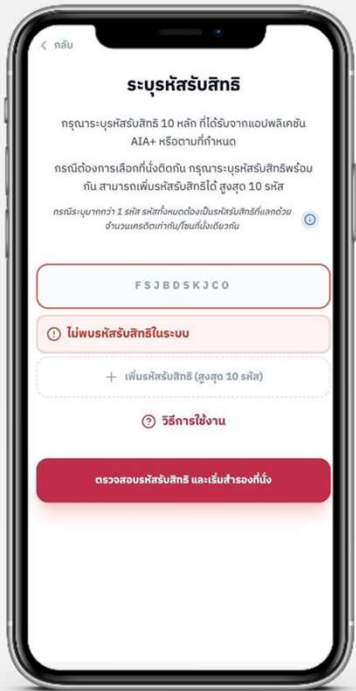 กลับ
ระบุรหัสรับสิทธิ
กรุณาระบุรหัสรับสิทธิ 10 หลัก ที่ได้รับจากแอปพลิเคชัน
AIA+ หรือตามที่กำหนด
กรณีต้องการเลือกที่นั่งติดกัน กรุณาระบุรหัสรับสิทธิพร้อม
กัน สามารถเพิ่มรหัสรับสิทธิได้ สูงสุด 10 รหัส
กรณีระบุมากกว่า 1 รหัส รหัสทั้งหมดต้องเป็นรหัสรับสิทธิที่แลกด้วย
จำนวนเครดิตเท่ากัน/โซนที่นั่งเดียวกัน
FSJBDSKJCO
ไม่พบรหัสรับสิทธิในระบบ
+ เพิ่มรหัสรับสิทธิ (สูงสุด 10 รหัส)
วิธีการใช้งาน
ตรวจสอบรหัสรับสิทธิ และเริ่มสำรองที่นั่ง